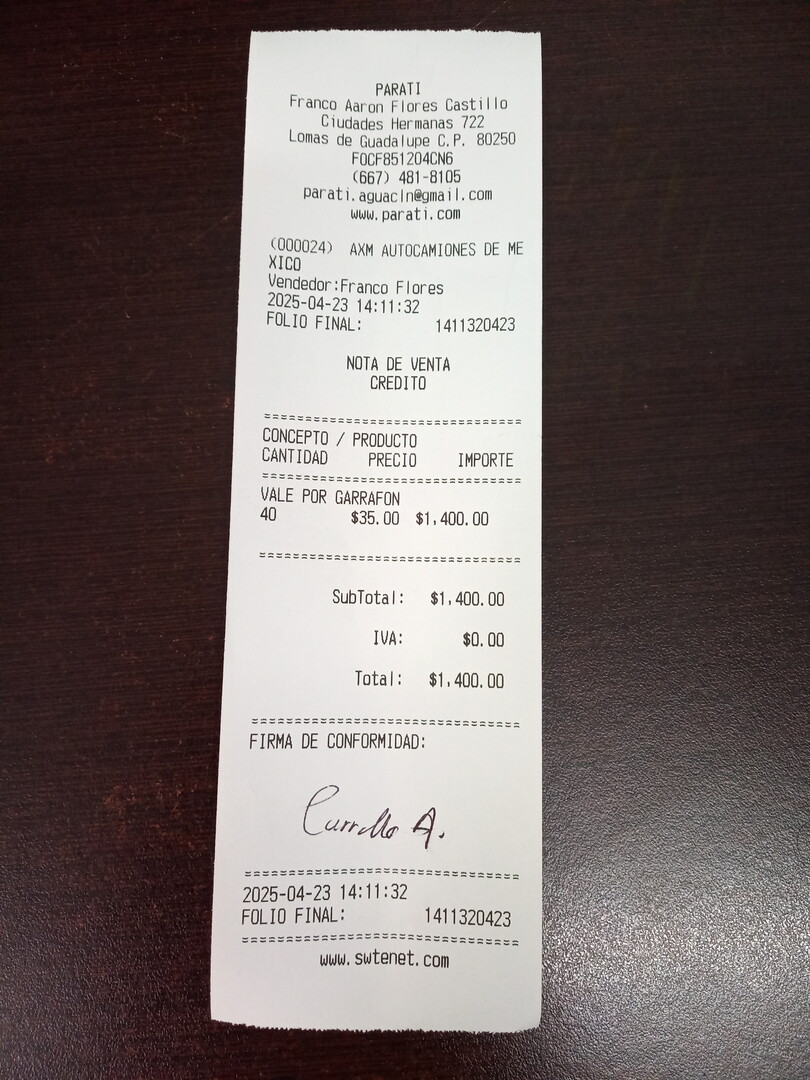 PARATI
Franco Aaron Flores Castillo
Ciudades Hermanas 722
Lomas de Guadalupe C.P. 80250
FOCF851204CN6
(667) 481-8105
parati.aguacln@gmail.com
www.parati.com
(000024) AXM AUTOCAMIONES DE ME
XICO
Vendedor:Franco Flores
2025-04-23 14:11:32
FOLIO FINAL: 1411320423
NOTA DE VENTA
CREDITO
================================
CONCEPTO / PRODUCTO
CANTIDAD PRECIO IMPORTE
================================
VALE POR GARRAFON
40 $35.00 $1,400.00
================================
SubTotal: $1,400.00
IVA: $0.00
Total: $1,400.00
================================
FIRMA DE CONFORMIDAD:
Carrillo A.
================================
2025-04-23 14:11:32
FOLIO FINAL: 1411320423
================================
www.swtenet.com